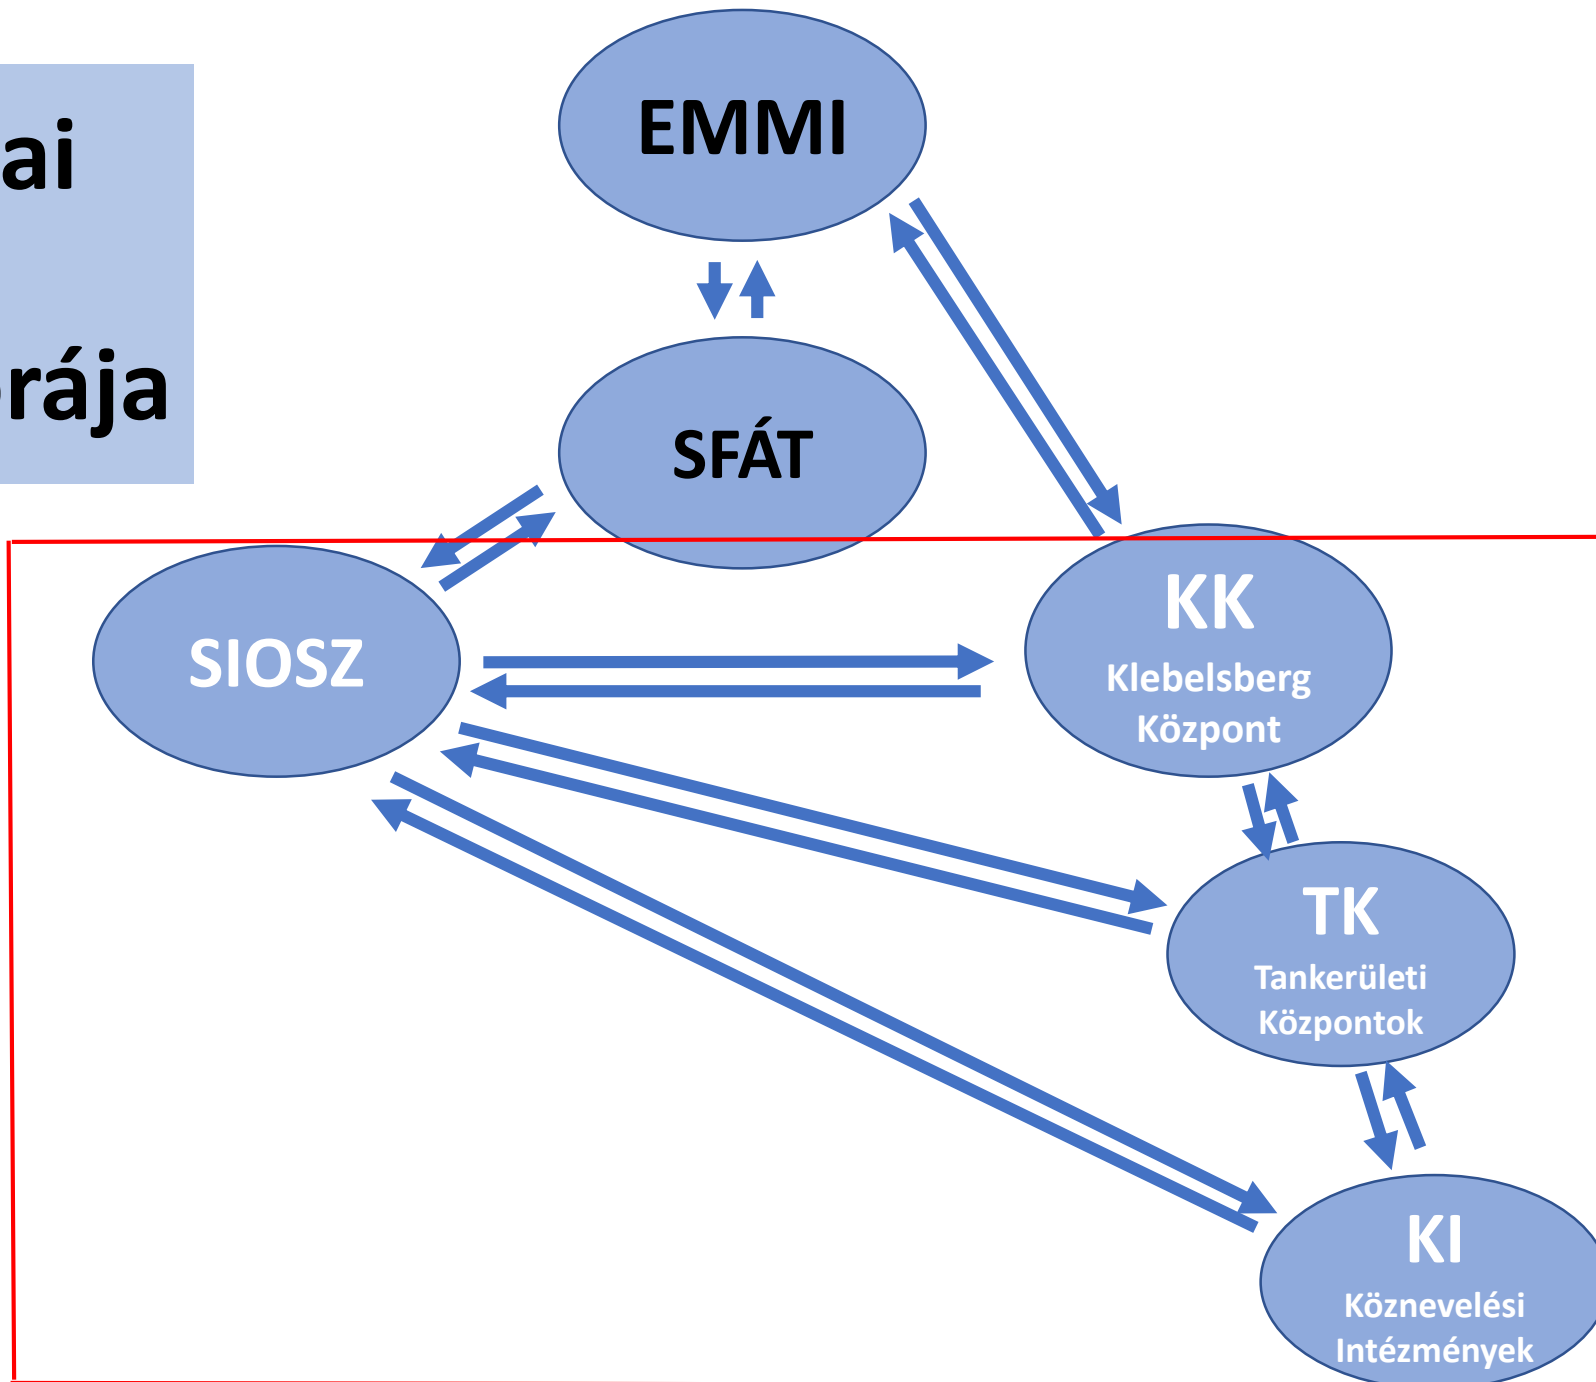 ai
rája
EMMI
SFÁT
SIOSZ
KK
Klebelsberg
Központ
TK
Tankerületi
Központok
KI
Köznevelési
Intézmények